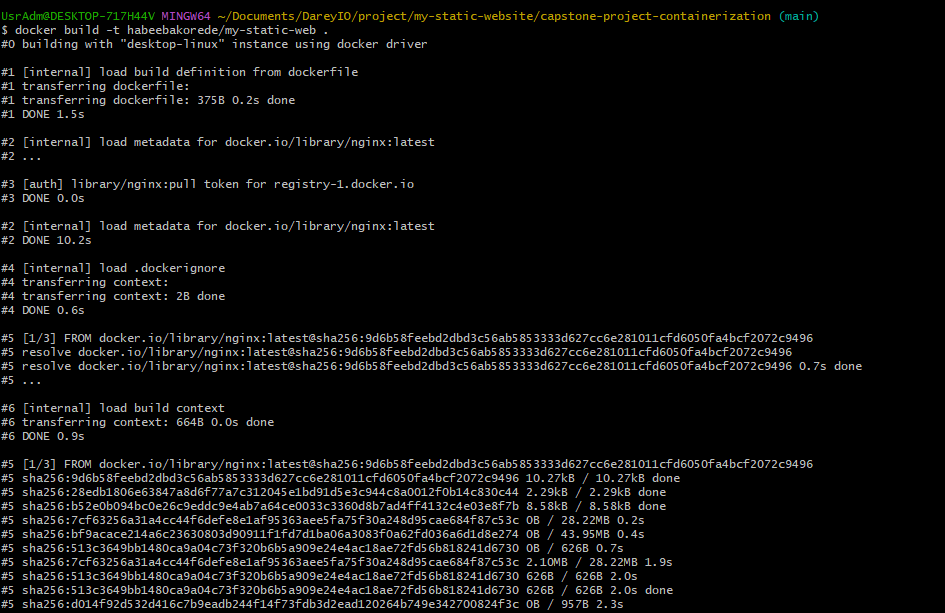 UsrAdm@DESKTOP-717H44V MINGW64 ~/Documents/DareyIO/project/my-static-website/capstone-project-containerization (main)
$ docker build -t habeebakorede/my-static-web .
#0 building with "desktop-linux" instance using docker driver
#1 [internal] load build definition from dockerfile
#1 transferring dockerfile:
#1 transferring dockerfile: 375B 0.2s done
#1 DONE 1.5s
#2 [internal] load metadata for docker.io/library/nginx:latest
#2 ...
#3 [auth] library/nginx:pull token for registry-1.docker.io
#3 DONE 0.0s
#2 [internal] load metadata for docker.io/library/nginx:latest
#2 DONE 10.2s
#4 [internal] load .dockerignore
#4 transferring context:
#4 transferring context: 2B done
#4 DONE 0.6s
#5 [1/3] FROM docker.io/library/nginx:latest@sha256:9d6b58feebd2dbd3c56ab5853333d627cc6e281011cfd6050fa4bcf2072c9496
#5 resolve docker.io/library/nginx:latest@sha256:9d6b58feebd2dbd3c56ab5853333d627cc6e281011cfd6050fa4bcf2072c9496
#5 resolve docker.io/library/nginx:latest@sha256:9d6b58feebd2dbd3c56ab5853333d627cc6e281011cfd6050fa4bcf2072c9496 0.7s done
#5 ...
#6 [internal] load build context
#6 transferring context: 664B 0.0s done
#6 DONE 0.9s
#5 [1/3] FROM docker.io/library/nginx:latest@sha256:9d6b58feebd2dbd3c56ab5853333d627cc6e281011cfd6050fa4bcf2072c9496
#5 sha256:9d6b58feebd2dbd3c56ab5853333d627cc6e281011cfd6050fa4bcf2072c9496 10.27kB / 10.27kB done
#5 sha256:28edb1806e63847a8d6f77a7c312045e1bd91d5e3c944c8a0012f0b14c830c44 2.29kB / 2.29kB done
#5 sha256:b52e0b094bc0e26c9eddc9e4ab7a64ce0033c3360d8b7ad4ff4132c4e03e8f7b 8.58kB / 8.58kB done
#5 sha256:7cf63256a31a4cc44f6defe8e1af95363aee5fa75f30a248d95cae684f87c53c 0B / 28.22MB 0.2s
#5 sha256:bf9acace214a6c23630803d90911f1fd7d1ba06a3083f0a62fd036a6d1d8e274 0B / 43.95MB 0.4s
#5 sha256:513c3649bb1480ca9a04c73f320b6b5a909e24e4ac18ae72fd56b818241d6730 0B / 626B 0.7s
#5 sha256:7cf63256a31a4cc44f6defe8e1af95363aee5fa75f30a248d95cae684f87c53c 2.10MB / 28.22MB 1.9s
#5 sha256:513c3649bb1480ca9a04c73f320b6b5a909e24e4ac18ae72fd56b818241d6730 626B / 626B 2.0s
#5 sha256:513c3649bb1480ca9a04c73f320b6b5a909e24e4ac18ae72fd56b818241d6730 626B / 626B 2.0s done
#5 sha256:d014f92d532d416c7b9eadb244f14f73fdb3d2ead120264b749e342700824f3c 0B / 957B 2.3s